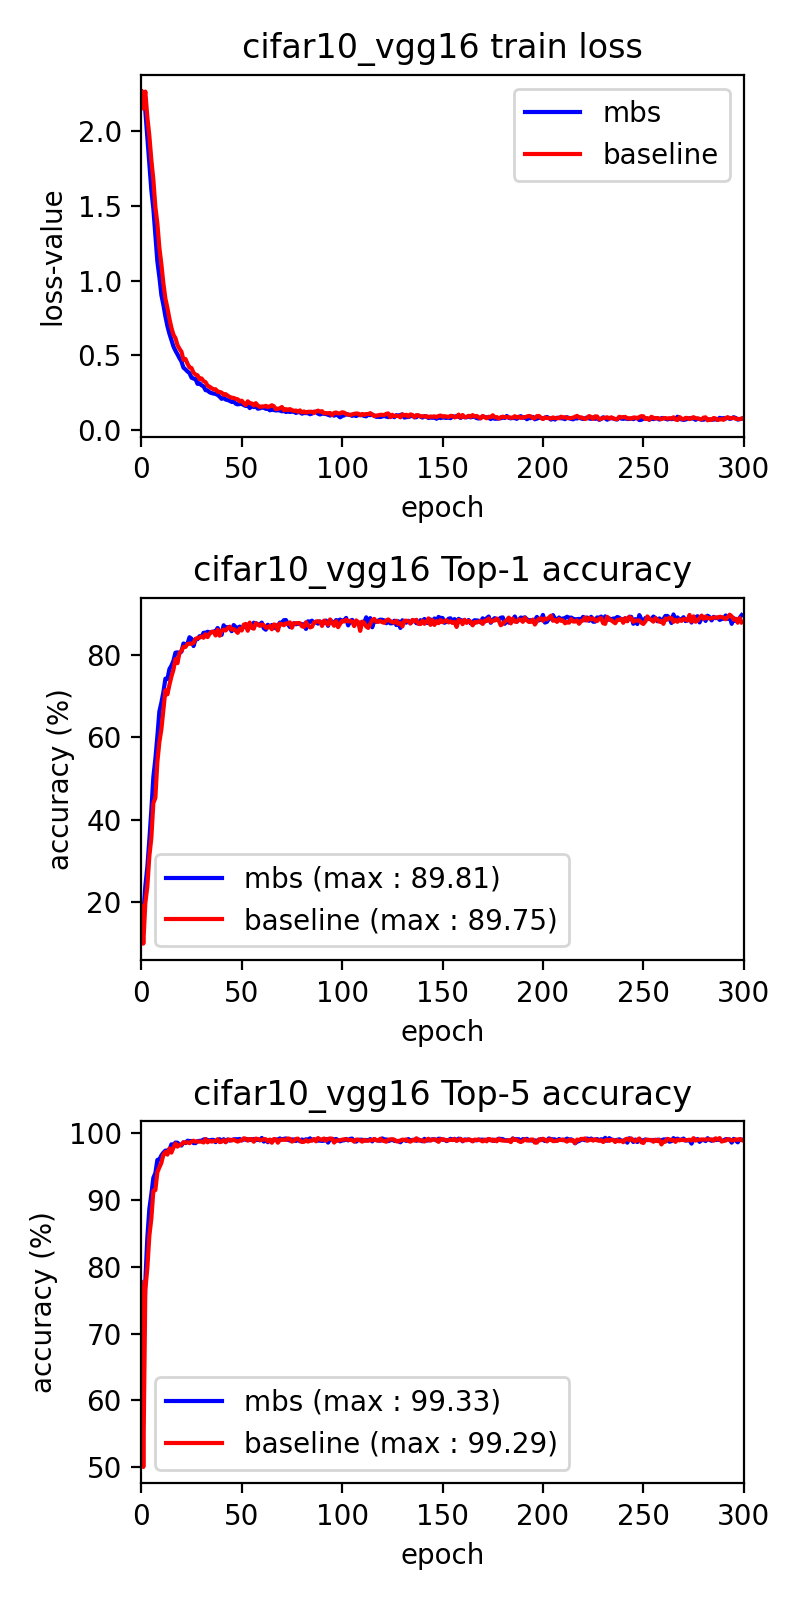 cifar10_vgg16 train loss
mbs
baseline
loss-value
2.0
1.5
1.0
0.5
0.0
0 50 100 150 200 250 300
epoch
cifar10_vgg16 Top-1 accuracy
accuracy (%)
80
60
40
20
mbs (max : 89.81)
baseline (max : 89.75)
0 50 100 150 200 250 300
epoch
cifar10_vgg16 Top-5 accuracy
accuracy (%)
100
90
80
70
60
50
mbs (max : 99.33)
baseline (max : 99.29)
0 50 100 150 200 250 300
epoch